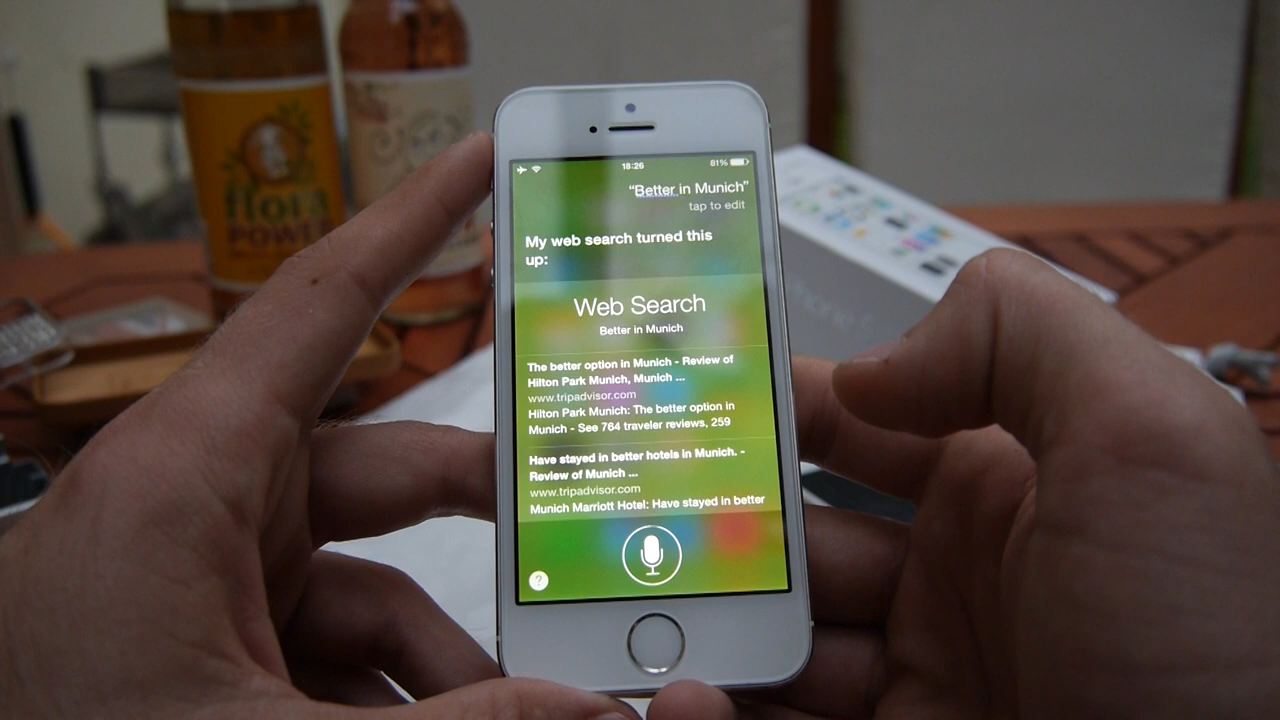 flora
POWER
18:26
81%
“Better in Munich”
tap to edit
My web search turned this
up:
Web Search
Better in Munich
The better option in Munich - Review of
Hilton Park Munich, Munich ...
www.tripadvisor.com
Hilton Park Munich: The better option in
Munich - See 764 traveler reviews, 259
Have stayed in better hotels in Munich. -
Review of Munich ...
www.tripadvisor.com
Munich Marriott Hotel: Have stayed in better
?